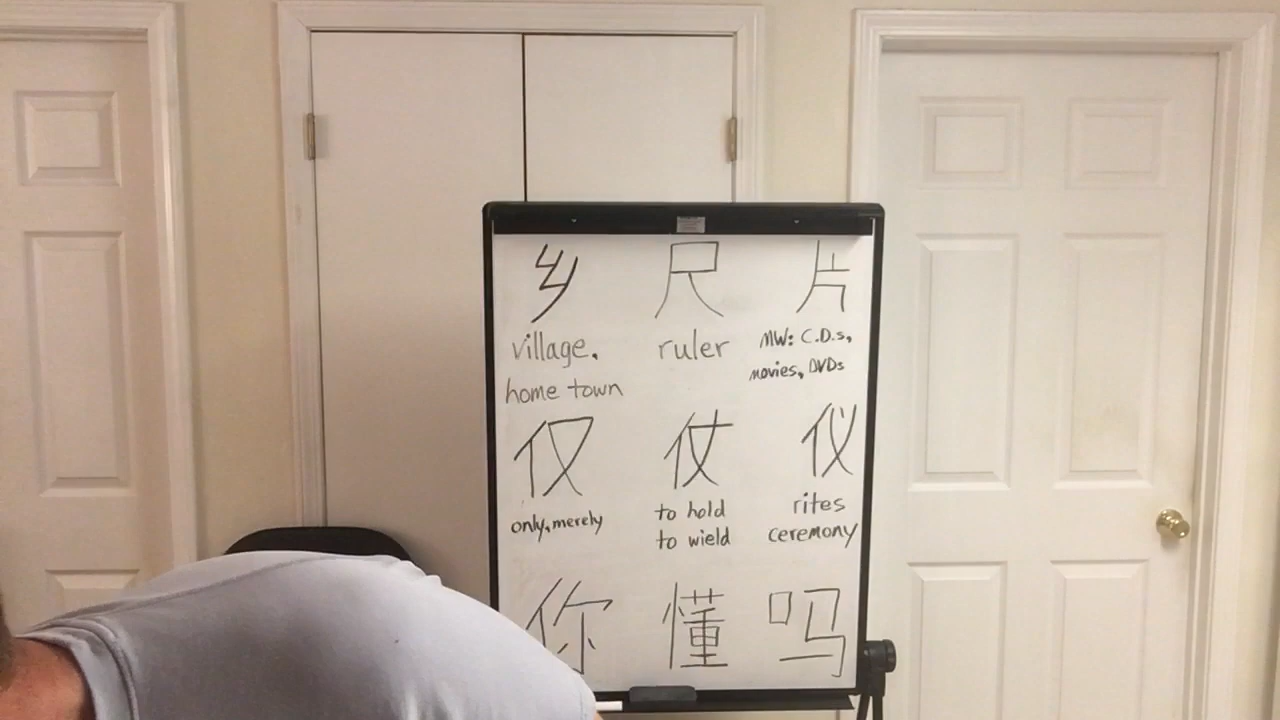 乡 尺 片
village. ruler MW: C.D.s,
home town movies, DVDs
仅 仗 仪
only, merely to hold rites
to wield ceremony
你 懂 吗